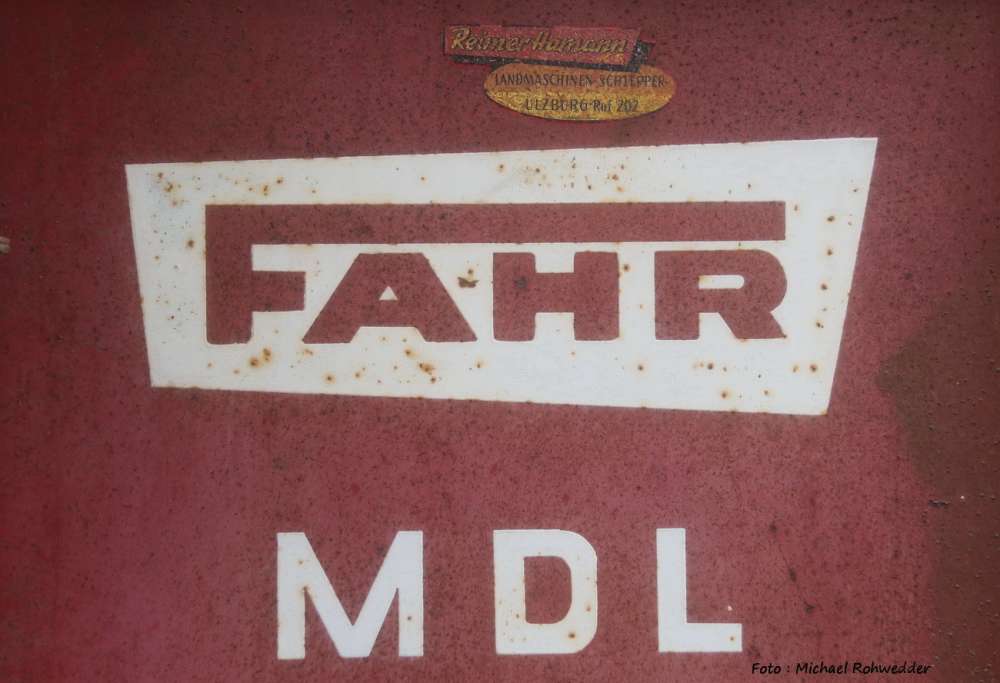 Reimer Hamann
LANDMASCHINEN-SCHLEPPER
ULZBURG Ruf 202
FAHR
MDL
Foto : Michael Rohwedder